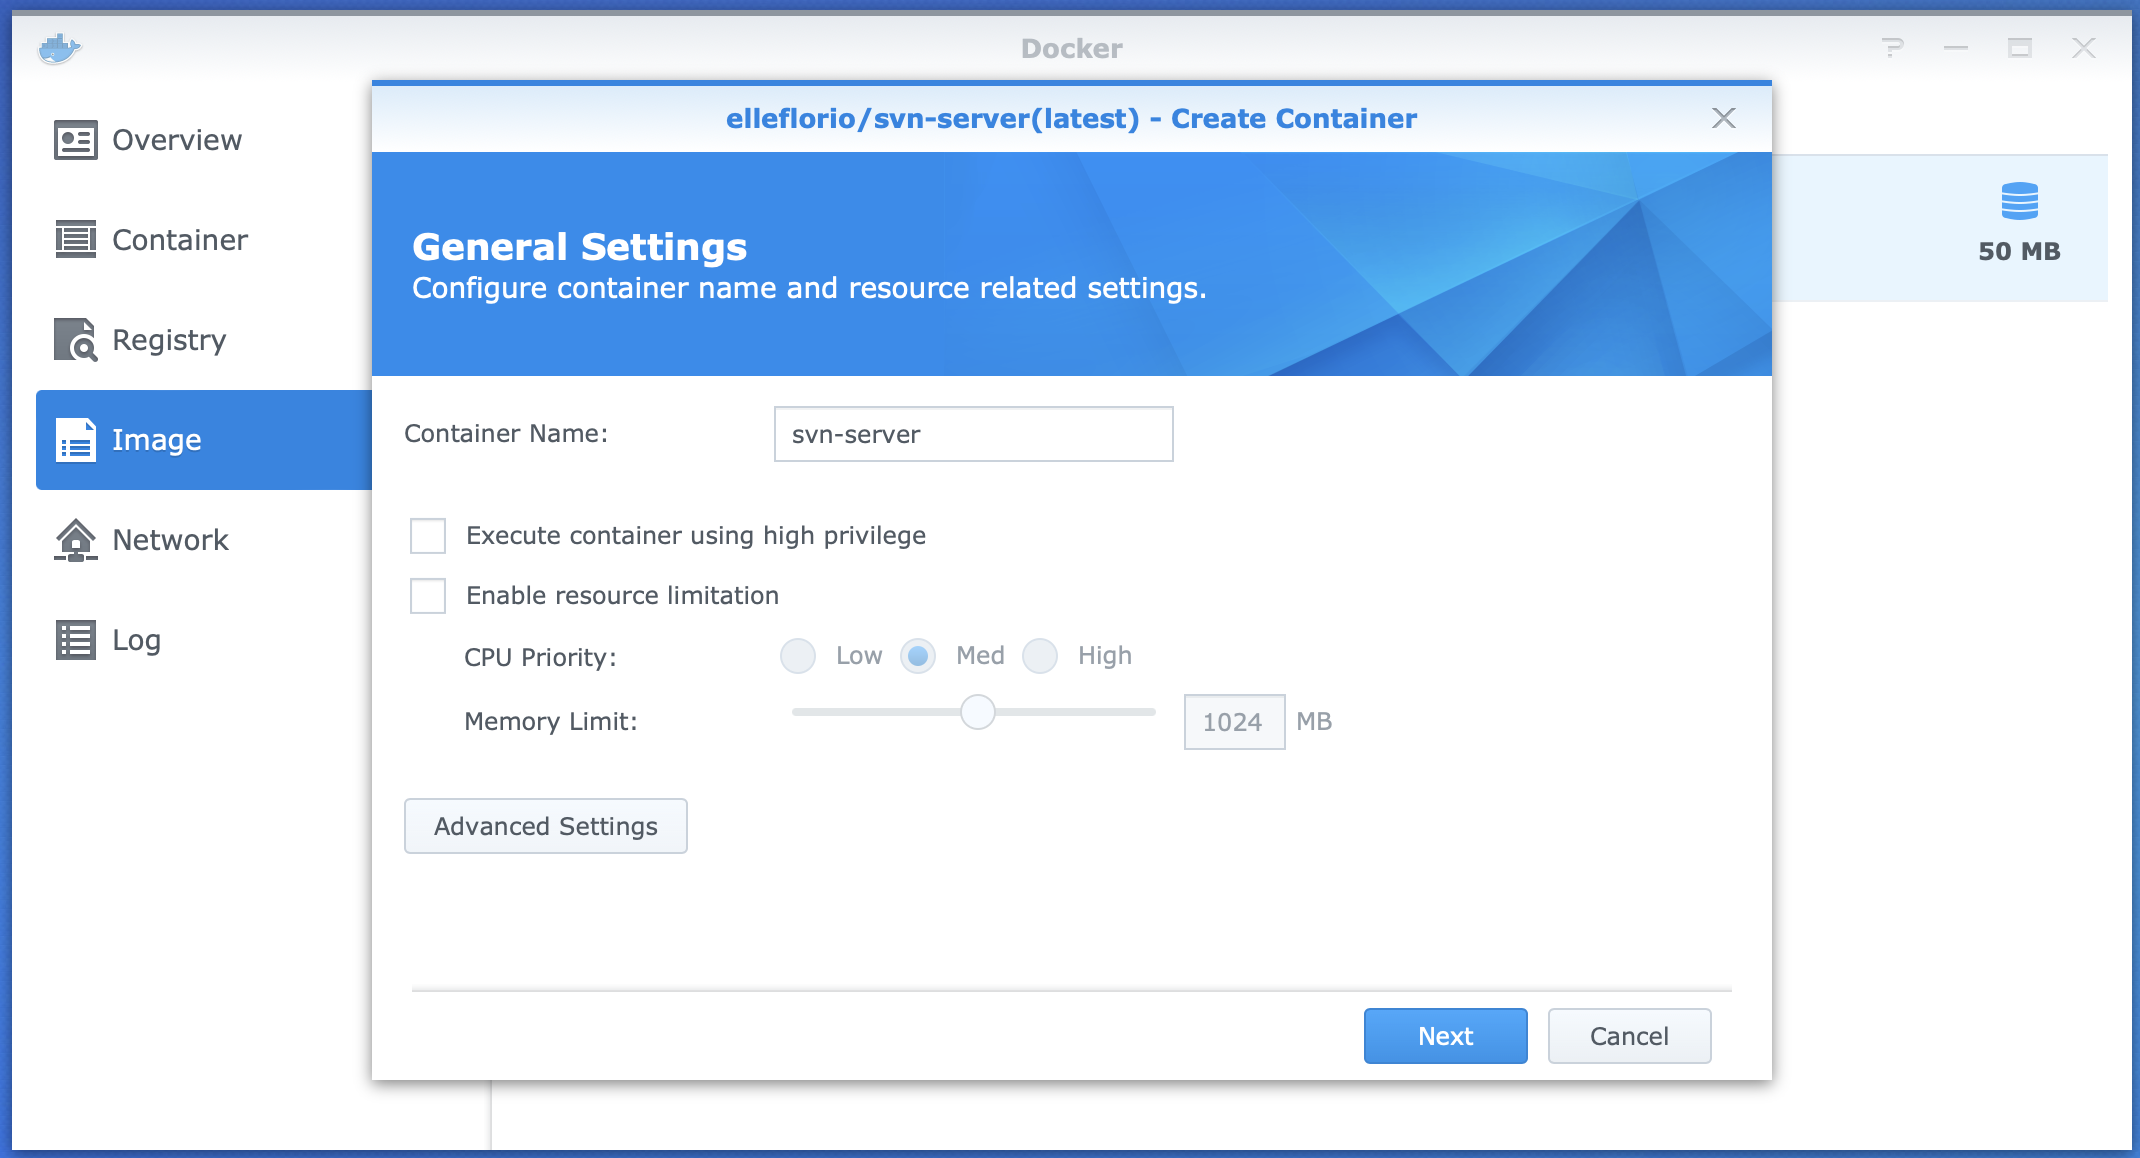 Docker
Overview
Container
Registry
Image
Network
Log
50 MB
elleflorio/svn-server(latest) - Create Container
General Settings
Configure container name and resource related settings.
Container Name: svn-server
Execute container using high privilege
Enable resource limitation
CPU Priority: Low Med High
Memory Limit: 1024 MB
Advanced Settings
Next Cancel